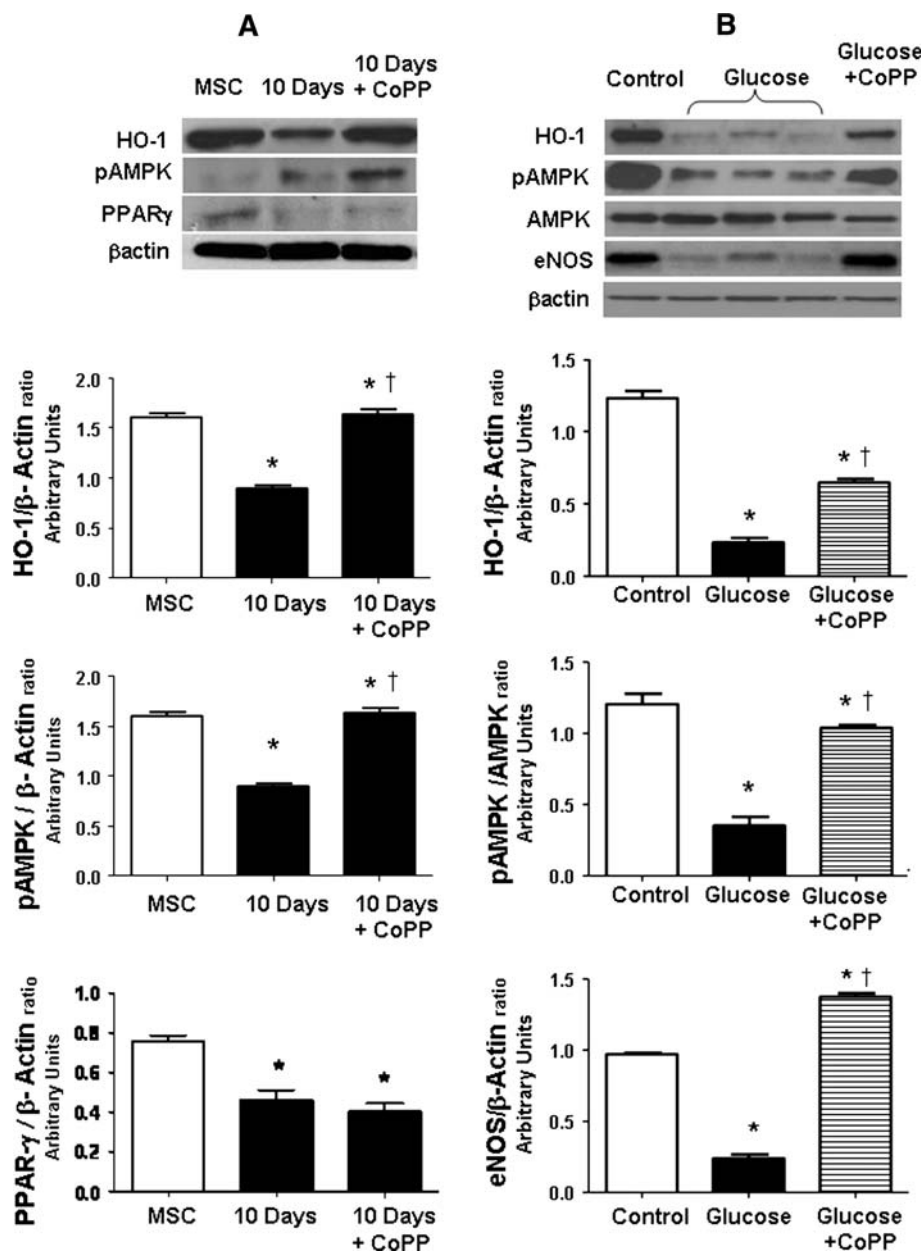 A
MSC 10 Days 10 Days + CoPP
HO-1
pAMPK
PPARγ
βactin
HO-1/β- Actin ratio
Arbitrary Units
2.0
1.5
1.0
0.5
0.0
*
* †
MSC
10 Days
10 Days + CoPP
pAMPK / β- Actin ratio
Arbitrary Units
2.0
1.5
1.0
0.5
0.0
*
* †
MSC
10 Days
10 Days + CoPP
PPAR-γ / β- Actin ratio
Arbitrary Units
1.0
0.8
0.6
0.4
0.2
0.0
*
*
MSC
10 Days
10 Days + CoPP
B
Control Glucose Glucose +CoPP
HO-1
pAMPK
AMPK
eNOS
βactin
HO-1/β- Actin ratio
Arbitrary Units
1.5
1.0
0.5
0.0
*
* †
Control
Glucose
Glucose +CoPP
pAMPK /AMPK ratio
Arbitrary Units
1.5
1.0
0.5
0.0
*
* †
Control
Glucose
Glucose +CoPP
eNOS/β-Actin ratio
Arbitrary Units
1.5
1.0
0.5
0.0
*
* †
Control
Glucose
Glucose +CoPP